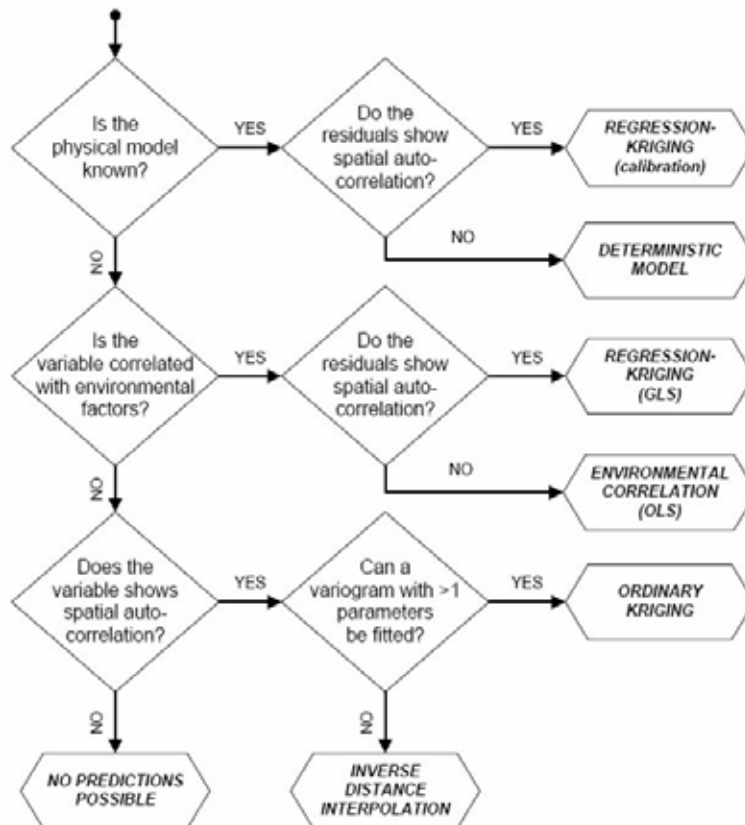 Is the
physical model
known?
YES
Do the
residuals show
spatial auto-
correlation?
YES
REGRESSION-
KRIGING
(calibration)
NO
DETERMINISTIC
MODEL
NO
Is the
variable correlated
with environmental
factors?
YES
Do the
residuals show
spatial auto-
correlation?
YES
REGRESSION-
KRIGING
(GLS)
NO
ENVIRONMENTAL
CORRELATION
(OLS)
NO
Does the
variable shows
spatial auto-
correlation?
YES
Can a
variogram with >1
parameters
be fitted?
YES
ORDINARY
KRIGING
NO
NO PREDICTIONS
POSSIBLE
NO
INVERSE
DISTANCE
INTERPOLATION